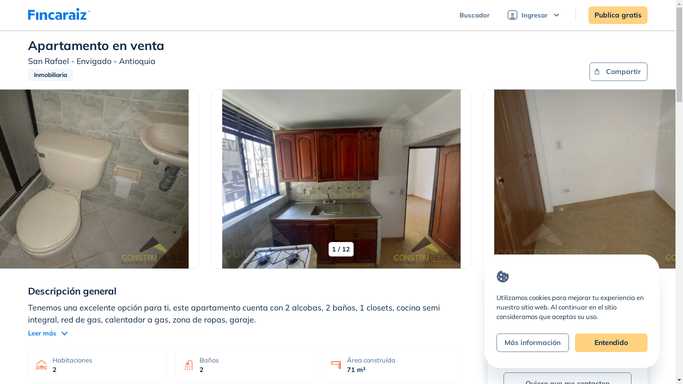 Fincaraiz
Buscador
Ingresar
Publica gratis
Apartamento en venta
San Rafael - Envigado - Antioquia
Inmobiliaria
Compartir
1 / 12
Descripción general
Tenemos una excelente opción para ti, este apartamento cuenta con 2 alcobas, 2 baños, 1 closets, cocina semi
integral, red de gas, calentador a gas, zona de ropas, garaje.
Leer más
Habitaciones
2
Baños
2
Área construida
71 m²
Utilizamos cookies para mejorar tu experiencia en
nuestro sitio web. Al continuar en el sitio
consideramos que aceptas su uso.
Más información
Entendido
Quiero que me contacten